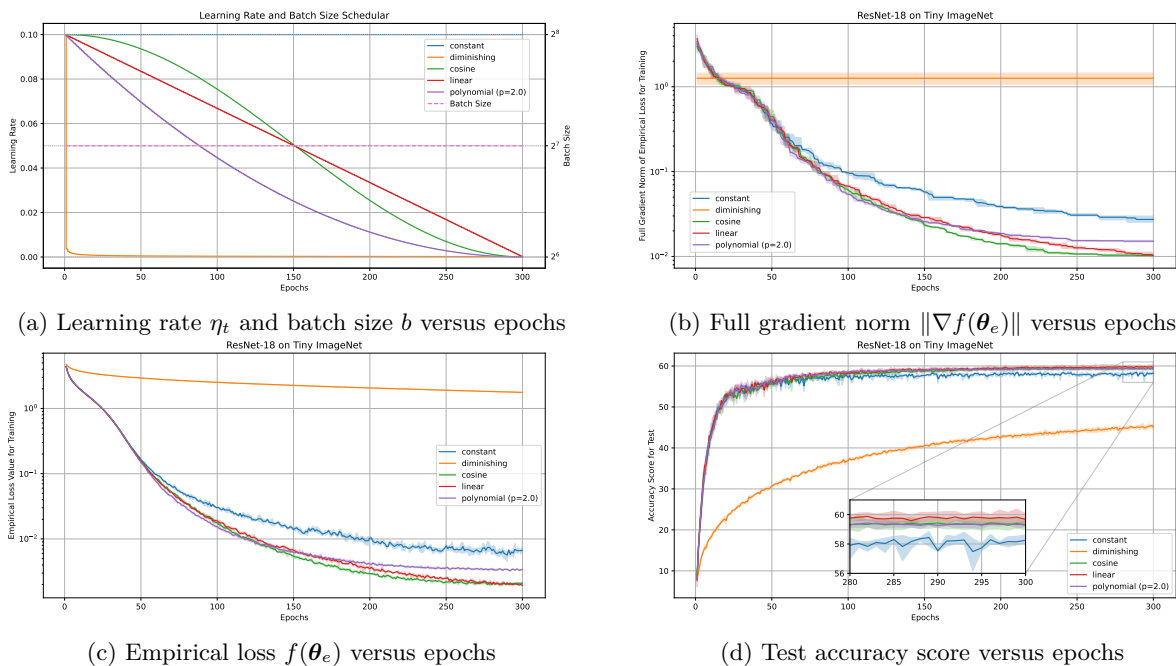 Learning Rate and Batch Size Schedular
0.10
0.08
0.06
0.04
0.02
0.00
Learning Rate
2^8
2^7
2^6
Batch Size
constant
diminishing
cosine
linear
polynomial (p=2.0)
Batch Size
0 50 100 150 200 250 300
Epochs
(a) Learning rate η_t and batch size b versus epochs
ResNet-18 on Tiny ImageNet
10^0
10^−1
10^−2
Full Gradient Norm of Empirical Loss for Training
constant
diminishing
cosine
linear
polynomial (p=2.0)
0 50 100 150 200 250 300
Epochs
(b) Full gradient norm ‖∇f(θ_e)‖ versus epochs
ResNet-18 on Tiny ImageNet
10^0
10^−1
10^−2
Empirical Loss Value for Training
constant
diminishing
cosine
linear
polynomial (p=2.0)
0 50 100 150 200 250 300
Epochs
(c) Empirical loss f(θ_e) versus epochs
ResNet-18 on Tiny ImageNet
60
50
40
30
20
10
Accuracy Score for Test
60
58
56
280 285 290 295 300
constant
diminishing
cosine
linear
polynomial (p=2.0)
0 50 100 150 200 250 300
Epochs
(d) Test accuracy score versus epochs